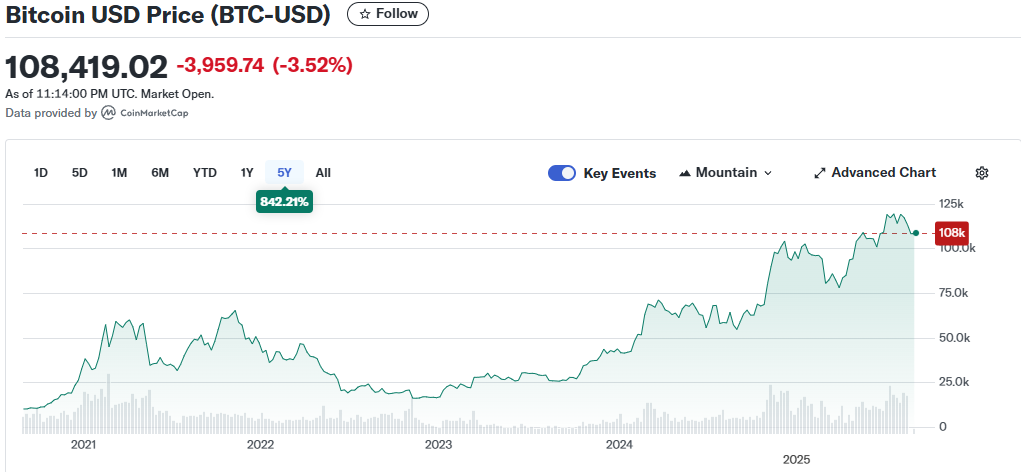 Bitcoin USD Price (BTC-USD) Follow
108,419.02 -3,959.74 (-3.52%)
As of 11:14:00 PM UTC. Market Open.
Data provided by CoinMarketCap
1D 5D 1M 6M YTD 1Y 5Y All Key Events Mountain Advanced Chart
842.21%
125k
108k
100.0k
75.0k
50.0k
25.0k
0
2021 2022 2023 2024 2025